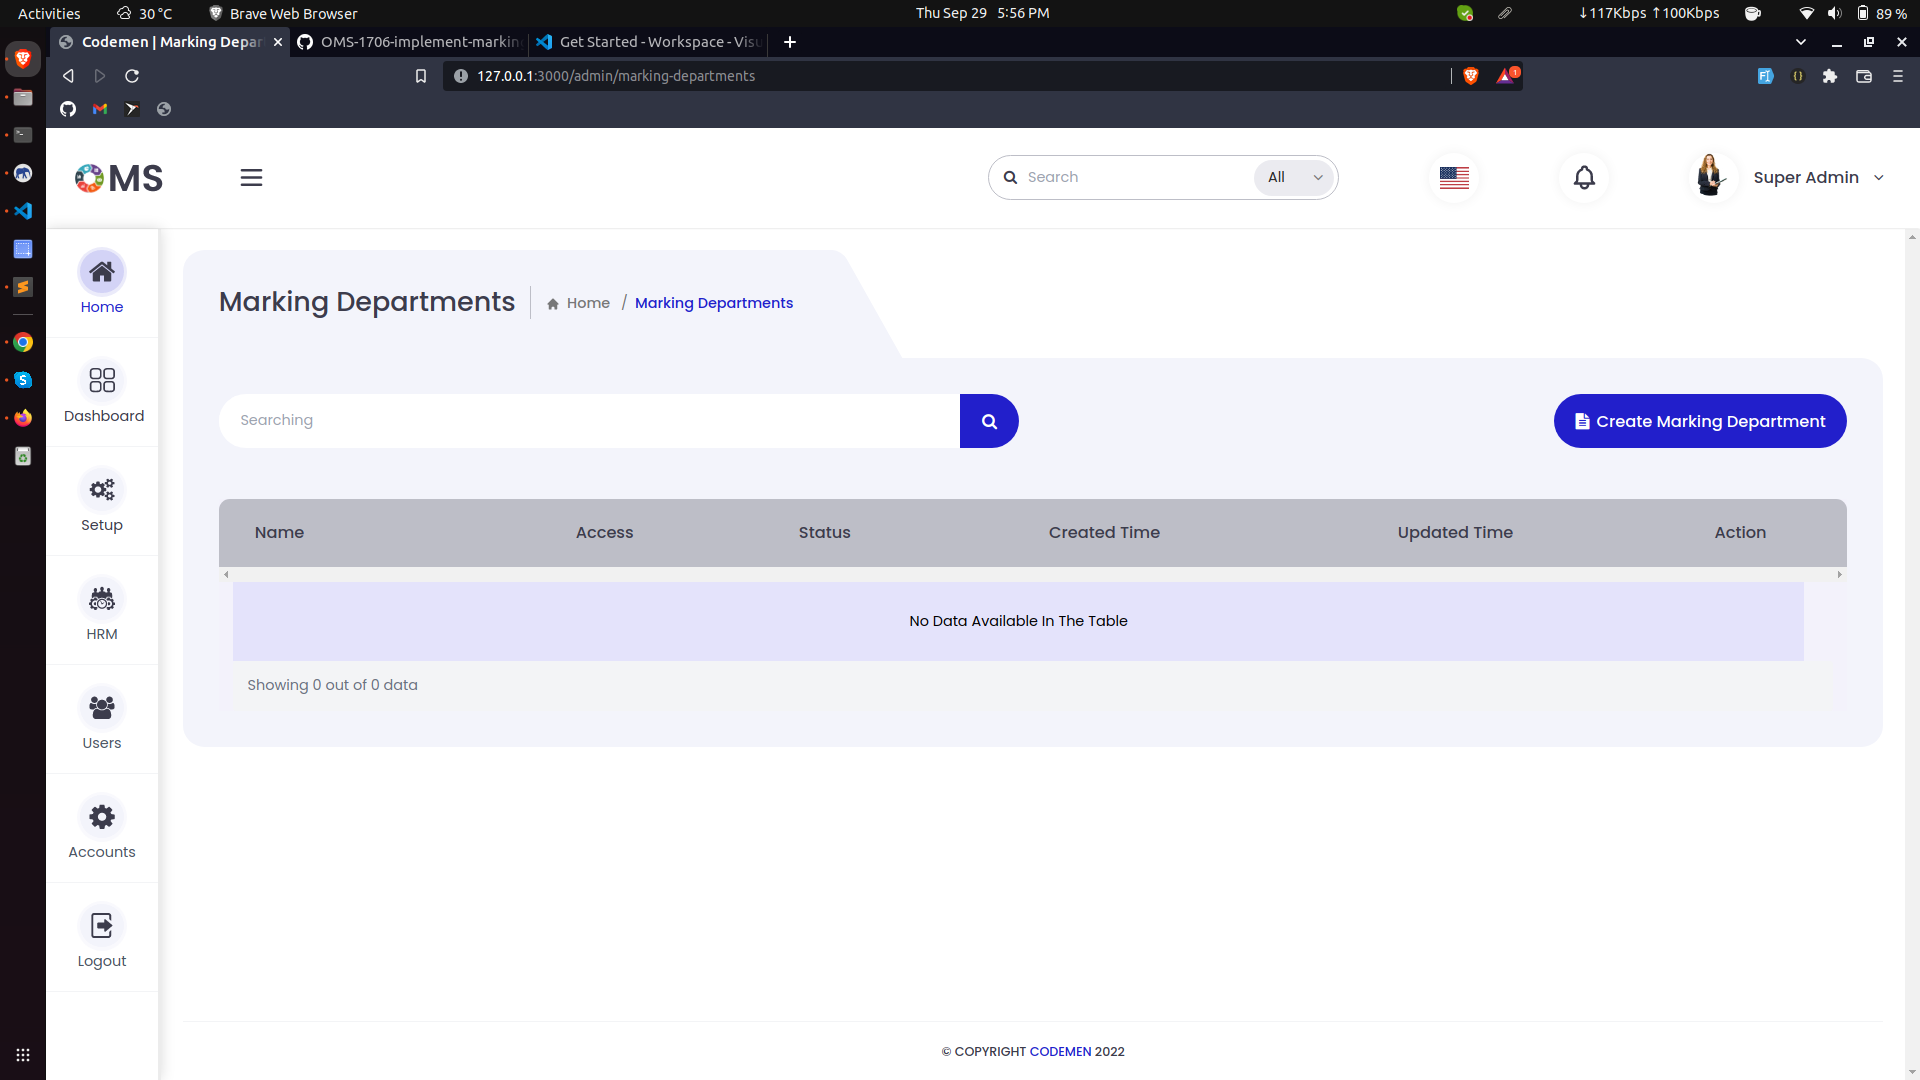 Activities 30 °C Brave Web Browser Thu Sep 29 5:56 PM ↓117Kbps ↑100Kbps 89 %
Codemen | Marking Depar OMS-1706-implement-markin Get Started - Workspace - Visu
127.0.0.1:3000/admin/marking-departments 1
MS Search All Super Admin
Home
Dashboard
Setup
HRM
Users
Accounts
Logout
Marking Departments Home / Marking Departments
Searching Create Marking Department
Name Access Status Created Time Updated Time Action
No Data Available In The Table
Showing 0 out of 0 data
© COPYRIGHT CODEMEN 2022